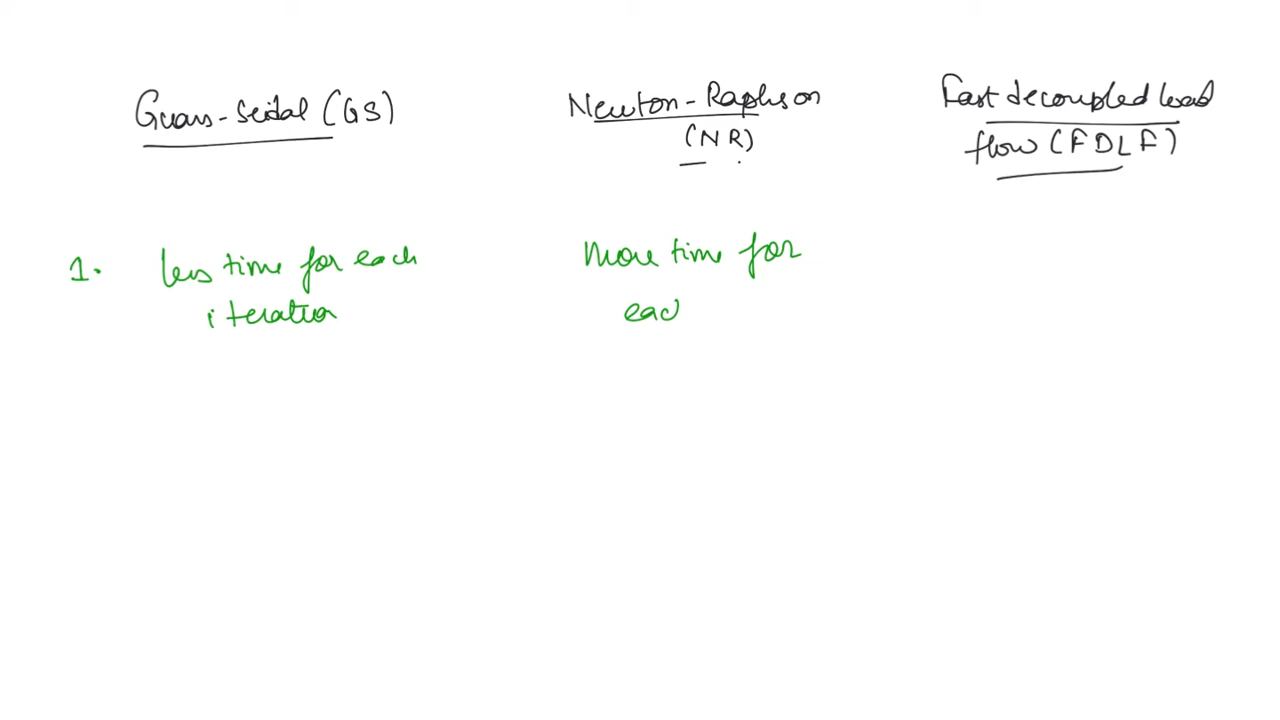 Gauss-Seidal (GS)
Newton-Raphson
(NR)
Fast decoupled load
flow (FDLF)
1. less time for each
iteration
More time for
eac